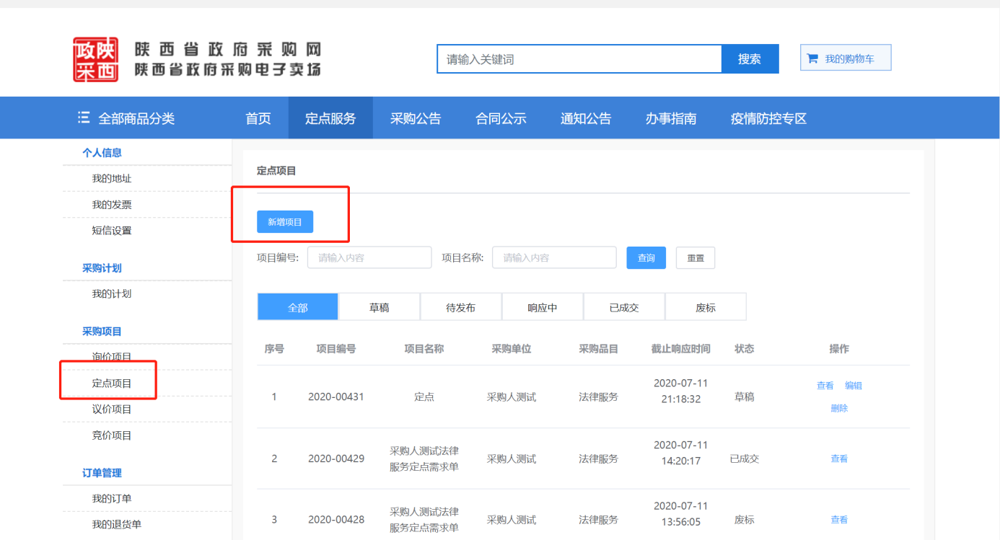 政陕
采西
陕西省政府采购网
陕西省政府采购电子卖场
请输入关键词
搜索
我的购物车
全部商品分类
首页
定点服务
采购公告
合同公示
通知公告
办事指南
疫情防控专区
个人信息
我的地址
我的发票
短信设置
采购计划
我的计划
采购项目
询价项目
定点项目
议价项目
竞价项目
订单管理
我的订单
我的退货单
定点项目
新增项目
项目编号:
请输入内容
项目名称:
请输入内容
查询
重置
全部
草稿
待发布
响应中
已成交
废标
序号
项目编号
项目名称
采购单位
采购品目
截止响应时间
状态
操作
1
2020-00431
定点
采购人测试
法律服务
2020-07-11
21:18:32
草稿
查看 编辑
删除
2
2020-00429
采购人测试法律
服务定点需求单
采购人测试
法律服务
2020-07-11
14:20:17
已成交
查看
3
2020-00428
采购人测试法律
服务定点需求单
采购人测试
法律服务
2020-07-11
13:56:05
废标
查看